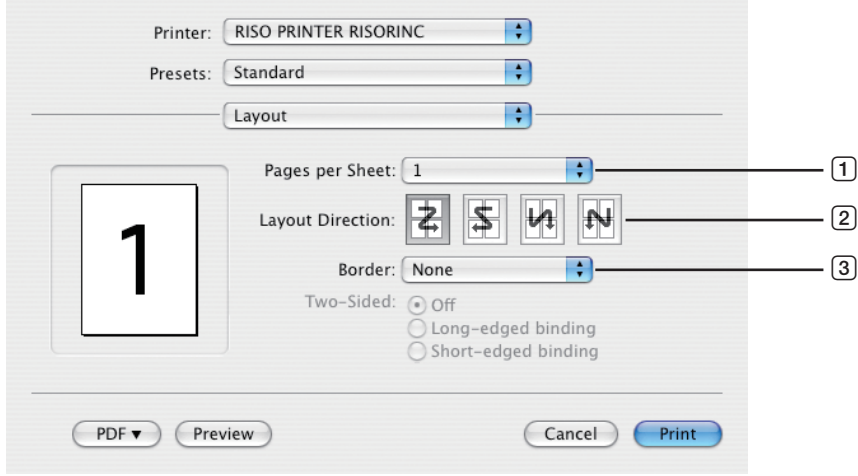 Printer: RISO PRINTER RISORINC
Presets: Standard
Layout
Pages per Sheet: 1 1
Layout Direction: 2
Border: None 3
1
Two-Sided: Off
Long-edged binding
Short-edged binding
PDF▼ Preview Cancel Print